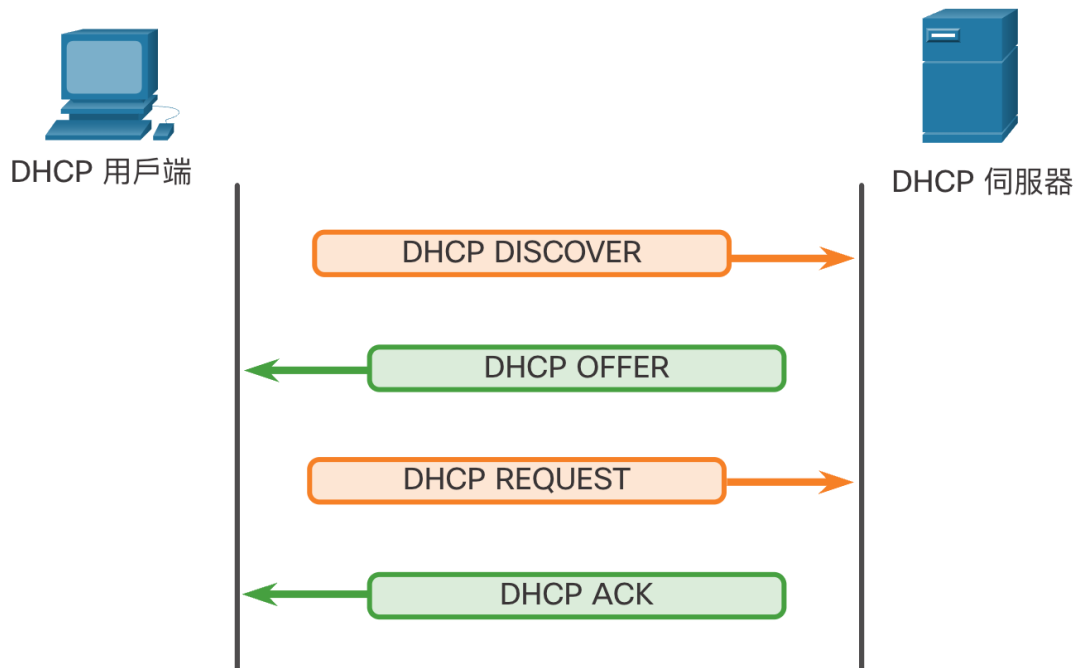 DHCP 用戶端
DHCP 伺服器
DHCP DISCOVER
DHCP OFFER
DHCP REQUEST
DHCP ACK